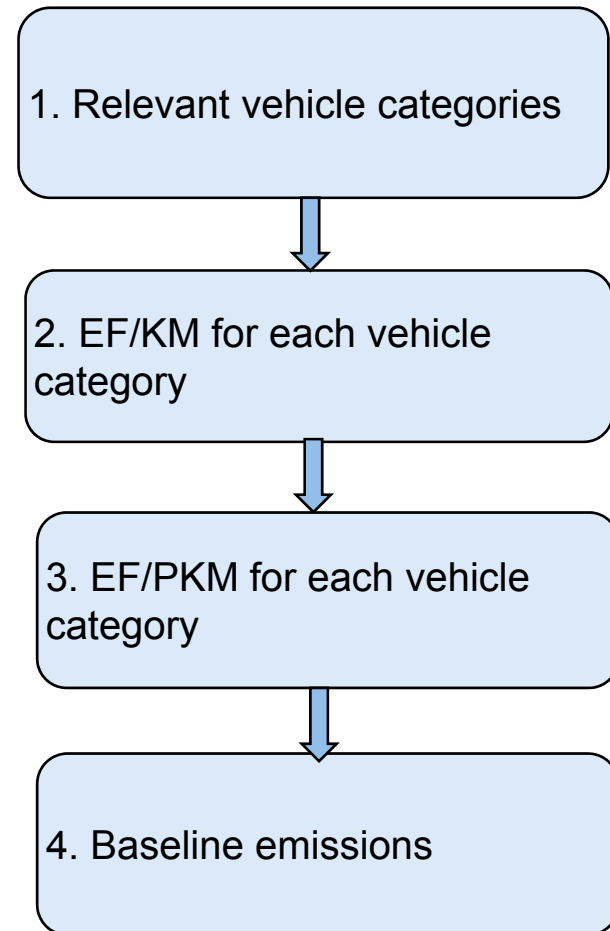 1. Relevant vehicle categories
2. EF/KM for each vehicle
category
3. EF/PKM for each vehicle
category
4. Baseline emissions